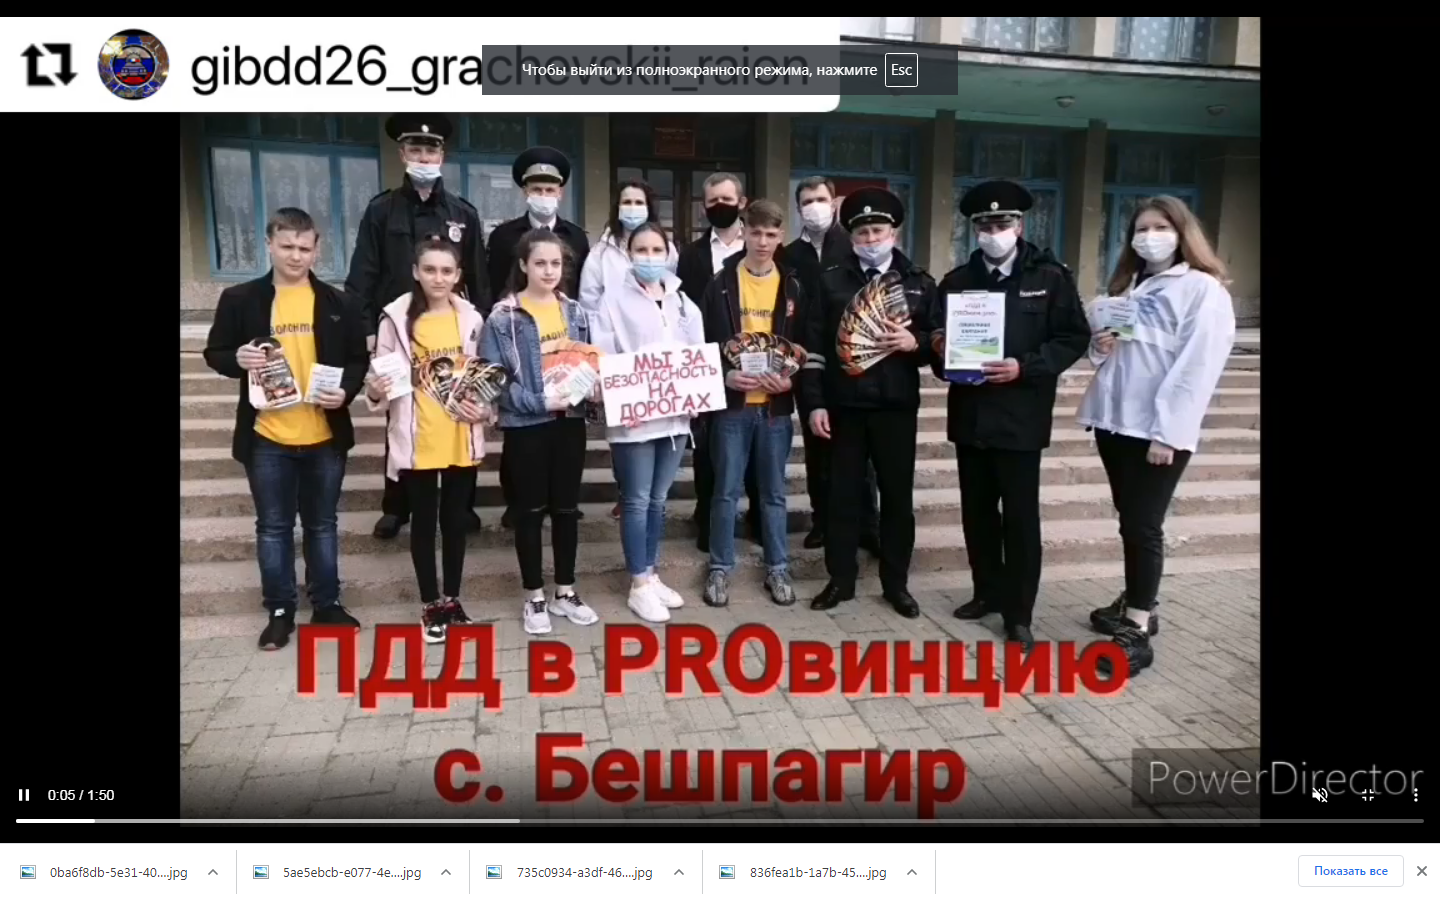 gibdd26_grachevskii_raion
Чтобы выйти из полноэкранного режима, нажмите Esc
МЫ ЗА
БЕЗОПАСНОСТЬ
НА
ДОРОГАХ
ПДД в PROвинцию
с. Бешпагир
PowerDirector
0:05 / 1:50
0ba6f8db-5e31-40....jpg
5ae5ebcb-e077-4e....jpg
735c0934-a3df-46....jpg
836fea1b-1a7b-45....jpg
Показать все